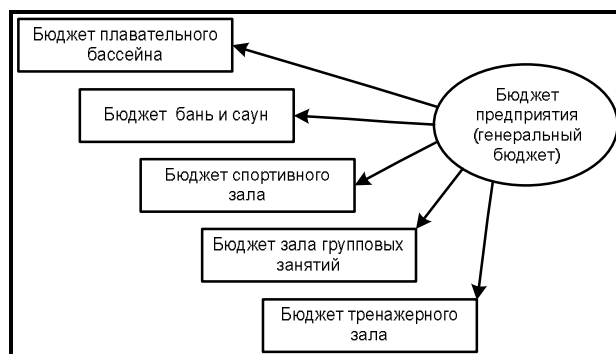 Бюджет плавательного
бассейна
Бюджет бань и саун
Бюджет спортивного
зала
Бюджет зала групповых
занятий
Бюджет тренажерного
зала
Бюджет
предприятия
(генеральный
бюджет)